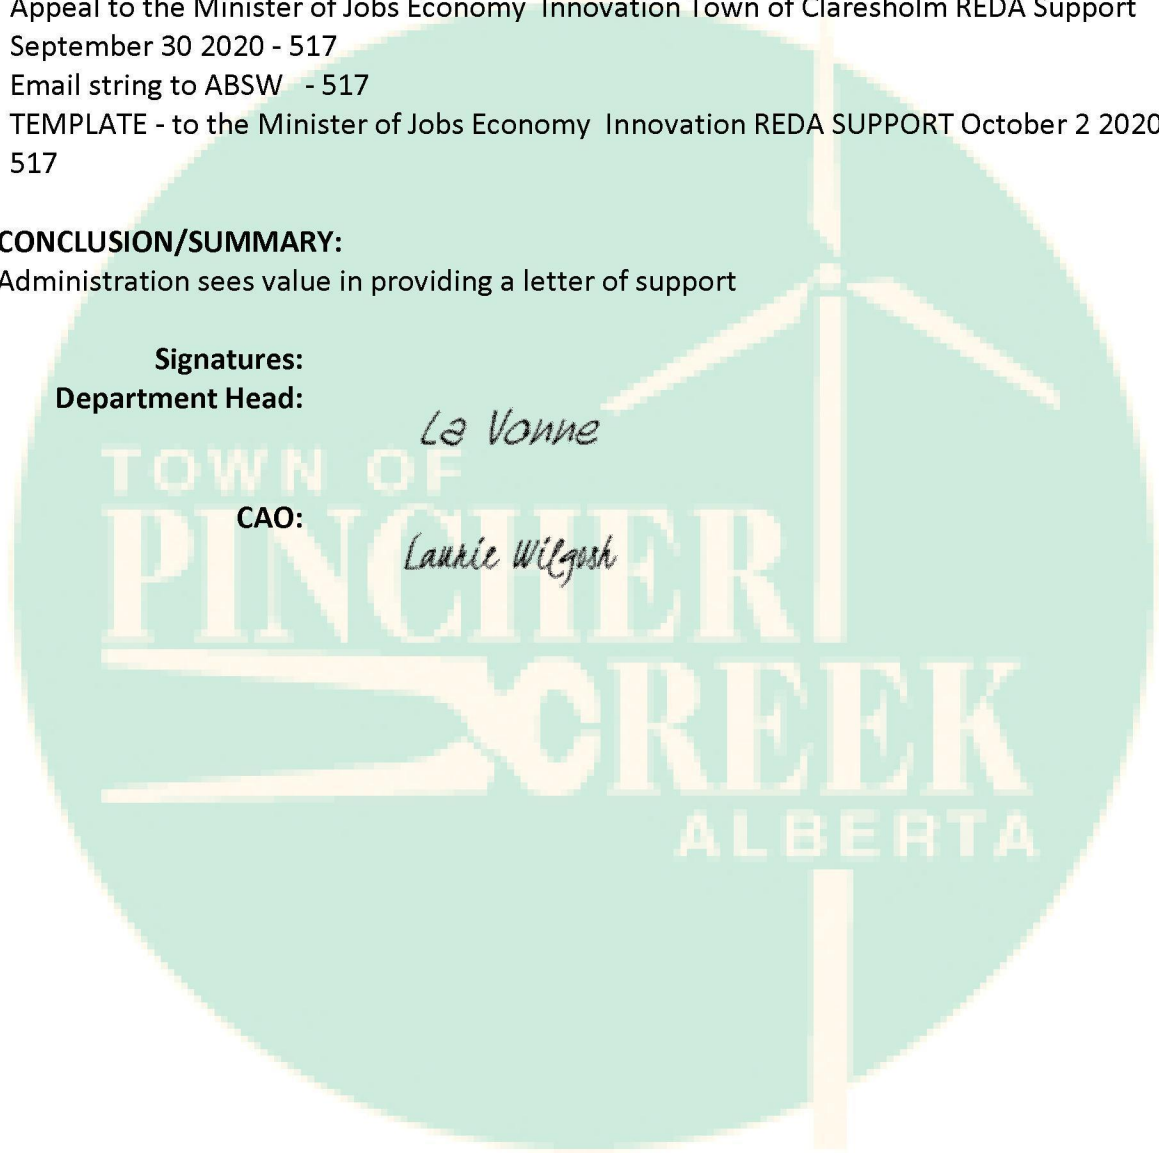 Appeal to the Minister of Jobs Economy  Innovation Town of Claresholm REDA Support
September 30 2020 - 517
Email string to ABSW   - 517
TEMPLATE - to the Minister of Jobs Economy  Innovation REDA SUPPORT October 2 2020
517
CONCLUSION/SUMMARY:
Administration sees value in providing a letter of support
Signatures:
Department Head:
La Vonne
TOWN OF
CAO:
Laurie Wilgosh
PINCHER
CREEK
ALBERTA